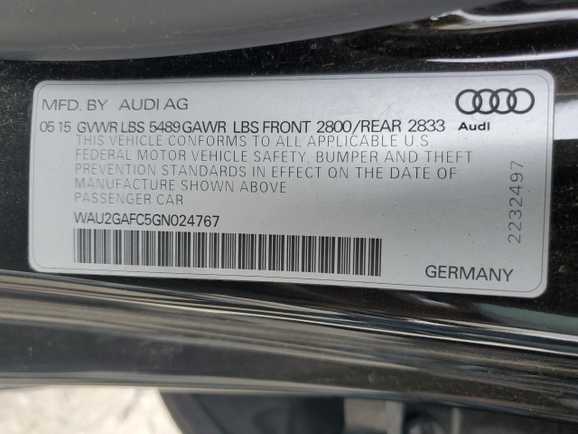 MFD. BY AUDI AG
05 15 GVWR LBS 5489 GAWR LBS FRONT 2800/REAR 2833
Audi
THIS VEHICLE CONFORMS TO ALL APPLICABLE U.S
FEDERAL MOTOR VEHICLE SAFETY, BUMPER AND THEFT
PREVENTION STANDARDS IN EFFECT ON THE DATE OF
MANUFACTURE SHOWN ABOVE
PASSENGER CAR
WAU2GAFC5GN024767
2232497
GERMANY